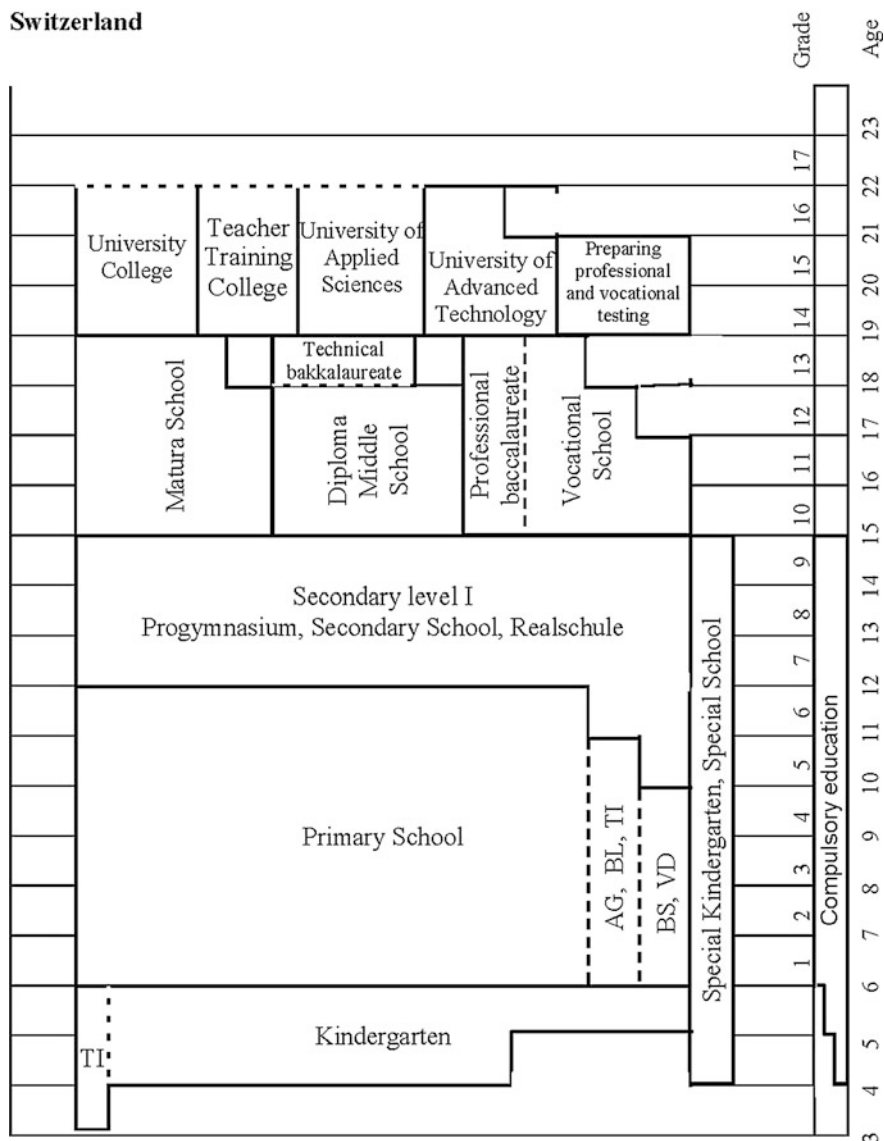 Switzerland
Grade
Age
23
17
22
University
College
Teacher
Training
College
University of
Applied
Sciences
University of
Advanced
Technology
Preparing
professional
and vocational
testing
16
21
15
20
14
19
Matura School
Technical
bakkalaureate
Diploma
Middle
School
Professional
baccalaureate
Vocational
School
13
18
12
17
11
16
10
15
Secondary level I
Progymnasium, Secondary School, Realschule
9
14
8
13
7
12
Primary School
AG, BL, TI
BS, VD
Special Kindergarten, Special School
Compulsory education
6
11
5
10
4
9
3
8
2
7
1
6
Kindergarten
TI
5
4
3